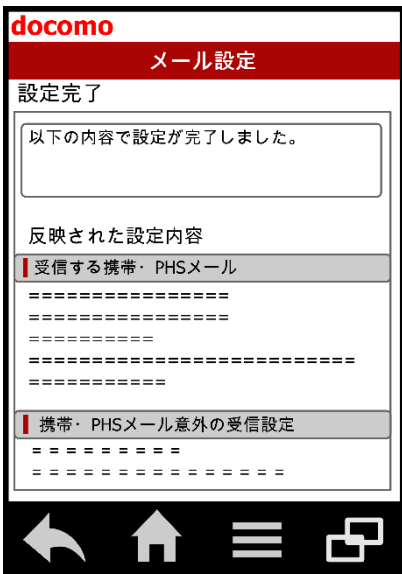 docomo
メール設定
設定完了
以下の内容で設定が完了しました。
反映された設定内容
受信する携帯・PHSメール
================
================
==========
==========================
===========
携帯・PHSメール意外の受信設定
= = = = = = = = =
= = = = = = = = = = = = = = =